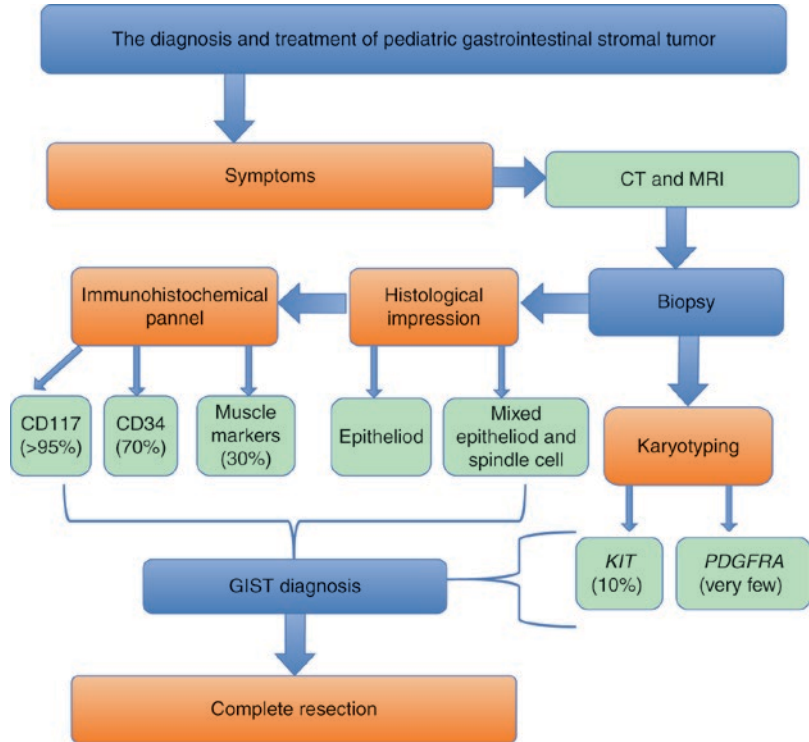 The diagnosis and treatment of pediatric gastrointestinal stromal tumor
Symptoms
CT and MRI
Immunohistochemical
pannel
Histological
impression
Biopsy
CD117
(>95%)
CD34
(70%)
Muscle
markers
(30%)
Epitheliod
Mixed
epitheliod and
spindle cell
Karyotyping
GIST diagnosis
KIT
(10%)
PDGFRA
(very few)
Complete resection